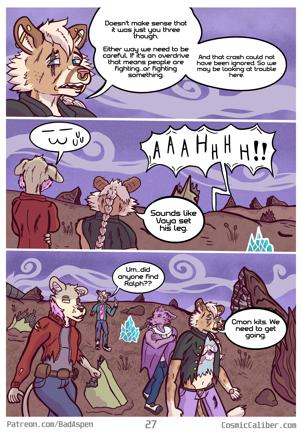 Doesn't make sense that
it was just you three
though.
Either way we need to
be careful. If it's an overdrive
that means people are
fighting..or fighting
something.
And that crash could not
have been ignored. So we
may be looking at trouble
here.
AAAHHHH!!
Sounds like
Vaya set
his leg.
Um..did
anyone find
Ralph??
Cmon kits. We
need to get
going.
Patreon.com/BadAspen
27
CosmicCaliber.com